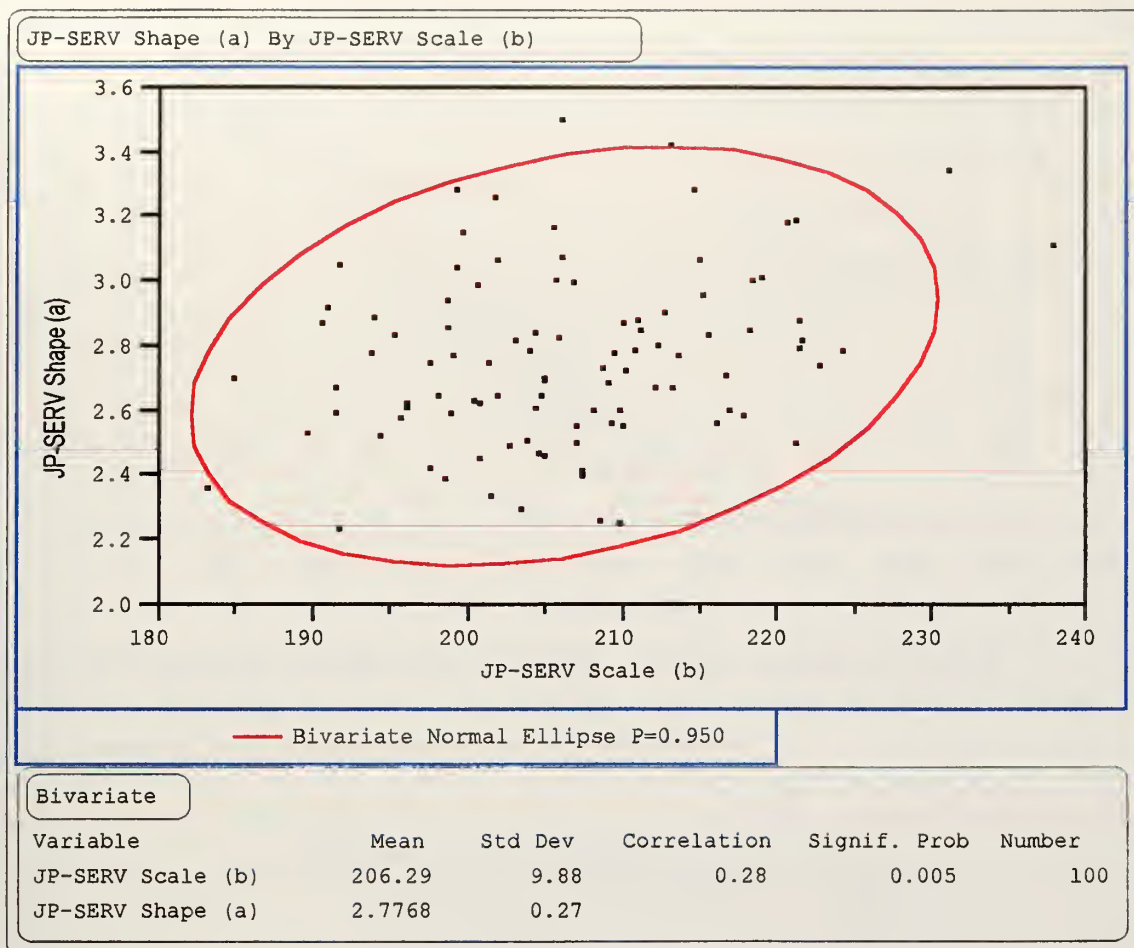 JP-SERV Shape (a) By JP-SERV Scale (b)
3.6
3.4
3.2
3.0
2.8
2.6
2.4
2.2
2.0
JP-SERV Shape (a)
180 190 200 210 220 230 240
JP-SERV Scale (b)
Bivariate Normal Ellipse P=0.950
Bivariate
Variable Mean Std Dev Correlation Signif. Prob Number
JP-SERV Scale (b) 206.29 9.88 0.28 0.005 100
JP-SERV Shape (a) 2.7768 0.27